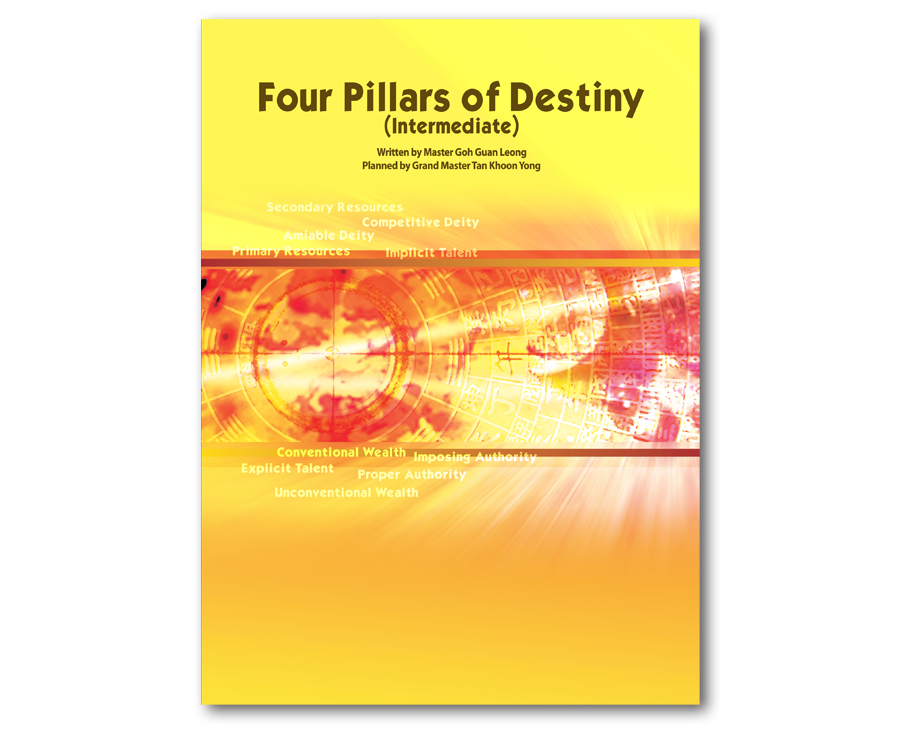 Four Pillars of Destiny
(Intermediate)
Written by Master Goh Guan Leong
Planned by Grand Master Tan Khoon Yong
Secondary Resources
Competitive Deity
Amiable Deity
Primary Resources
Implicit Talent
Conventional Wealth
Imposing Authority
Explicit Talent
Proper Authority
Unconventional Wealth